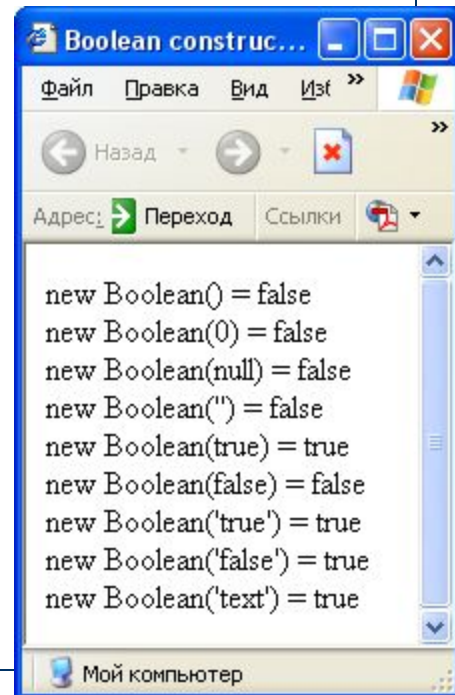 Boolean construc...
Файл Правка Вид Изб »
Назад »
Адрес: Переход Ссылки
new Boolean() = false
new Boolean(0) = false
new Boolean(null) = false
new Boolean('') = false
new Boolean(true) = true
new Boolean(false) = false
new Boolean('true') = true
new Boolean('false') = true
new Boolean('text') = true
Мой компьютер